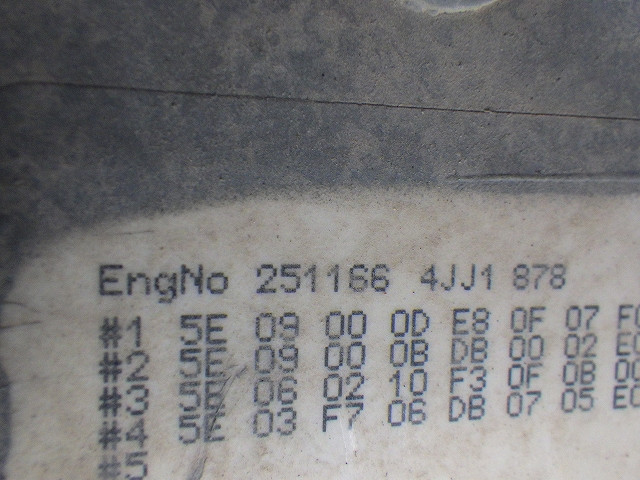 EngNo 251166 4JJ1 878
#1 5E 09 00 0D E8 0F 07
#2 5E 09 00 0B DB 00 02
#3 5E 06 02 10 F3 0F 0B
#4 5E 03 F7 06 DB 07 05
#5